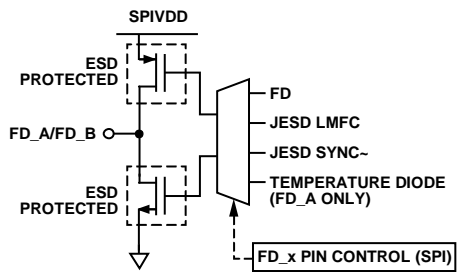 SPIVDD
ESD
PROTECTED
FD_A/FD_B
ESD
PROTECTED
FD
JESD LMFC
JESD SYNC~
TEMPERATURE DIODE
(FD_A ONLY)
FD_x PIN CONTROL (SPI)